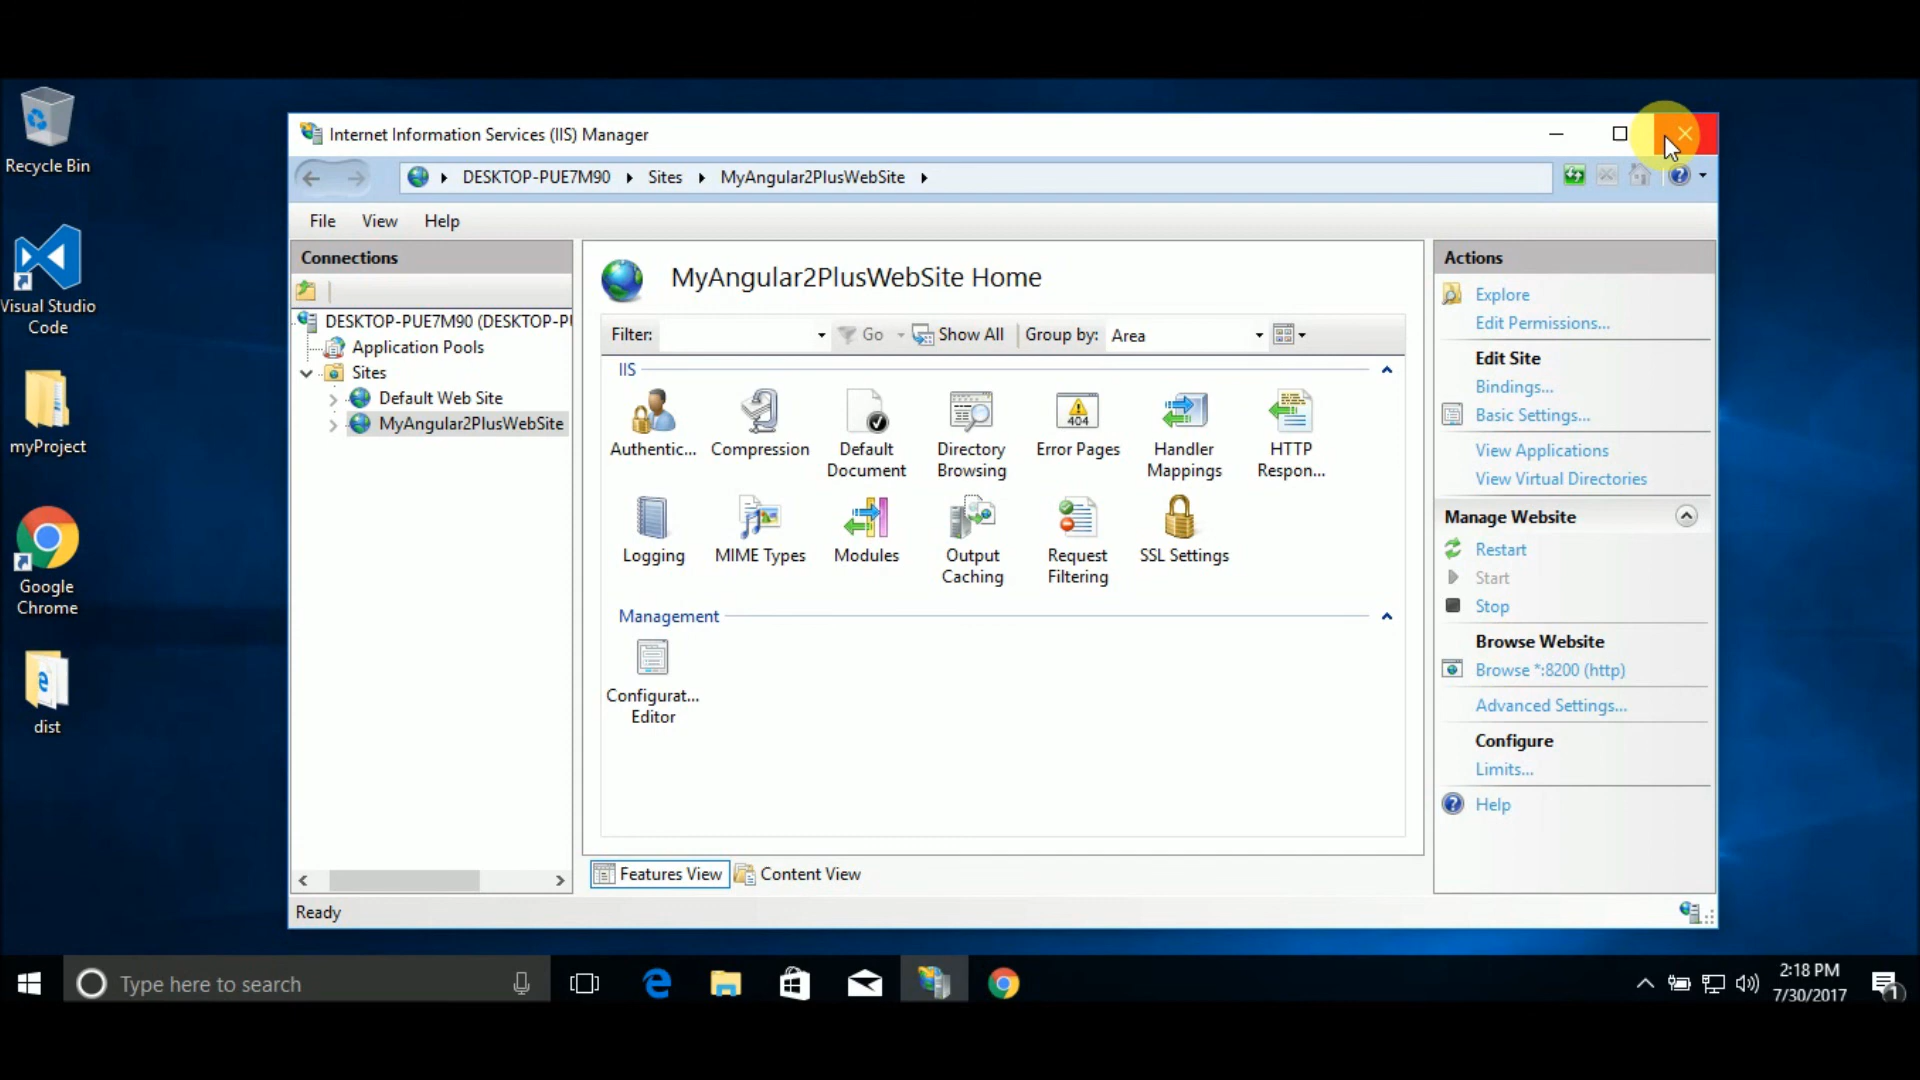 Recycle Bin
Visual Studio
Code
myProject
Google
Chrome
dist
Internet Information Services (IIS) Manager
DESKTOP-PUE7M90
Sites
MyAngular2PlusWebSite
File
View
Help
Connections
DESKTOP-PUE7M90 (DESKTOP-P
Application Pools
Sites
Default Web Site
MyAngular2PlusWebSite
MyAngular2PlusWebSite Home
Filter:
Go
Show All
Group by:
Area
IIS
Authentic...
Compression
Default
Document
Directory
Browsing
404
Error Pages
Handler
Mappings
HTTP
Respon...
Logging
MIME Types
Modules
Output
Caching
Request
Filtering
SSL Settings
Management
Configurat...
Editor
Features View
Content View
Ready
Actions
Explore
Edit Permissions...
Edit Site
Bindings...
Basic Settings...
View Applications
View Virtual Directories
Manage Website
Restart
Start
Stop
Browse Website
Browse *:8200 (http)
Advanced Settings...
Configure
Limits...
Help
Type here to search
2:18 PM
7/30/2017
1